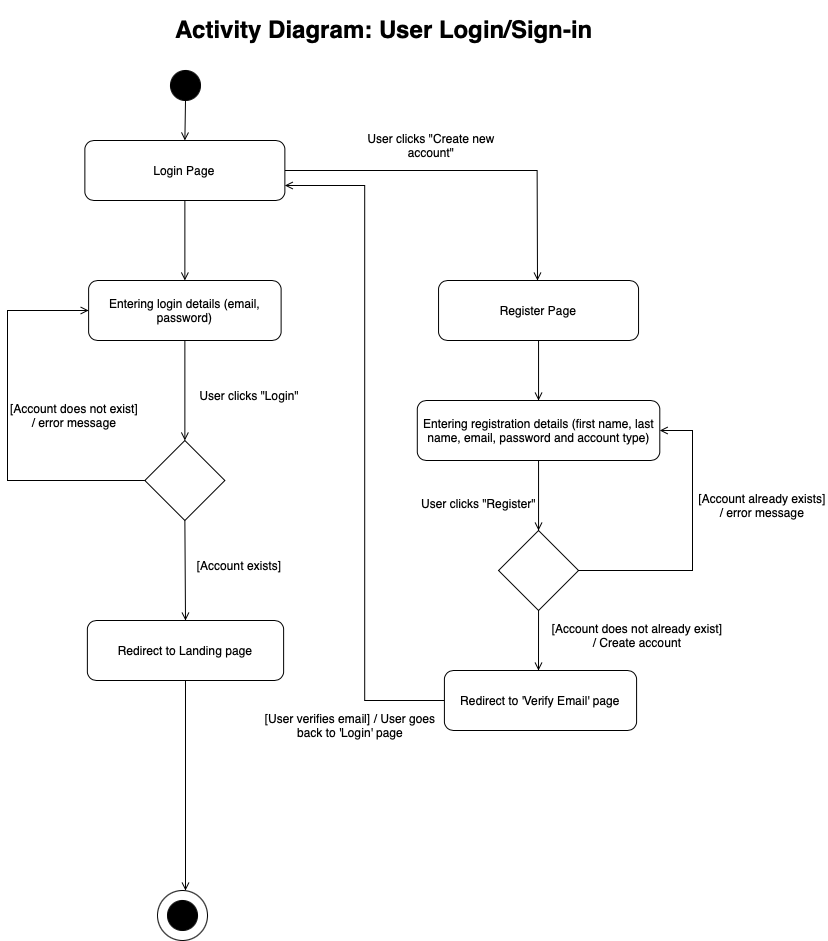 Activity Diagram: User Login/Sign-in
User clicks "Create new
account"
Login Page
Entering login details (email,
password)
Register Page
User clicks "Login"
[Account does not exist]
/ error message
Entering registration details (first name, last
name, email, password and account type)
User clicks "Register"
[Account already exists]
/ error message
[Account exists]
[Account does not already exist]
/ Create account
Redirect to Landing page
Redirect to 'Verify Email' page
[User verifies email] / User goes
back to 'Login' page